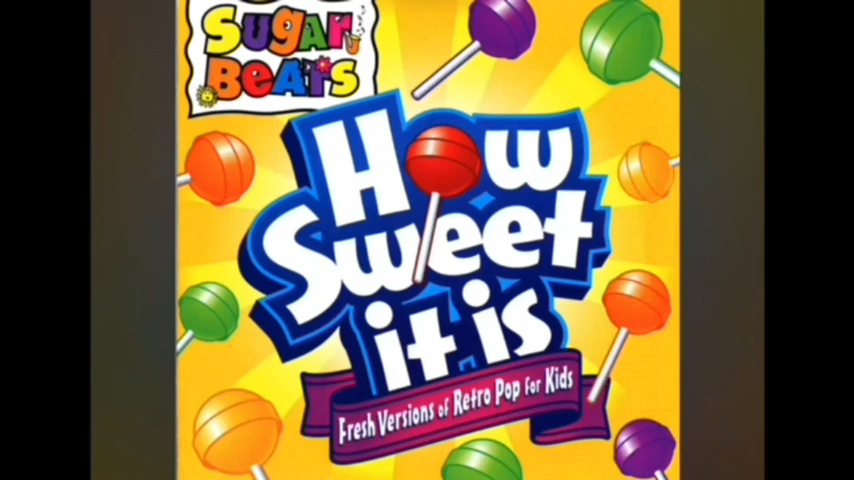 Sugar
Beats
How
Sweet
it is
Fresh Versions of Retro Pop for Kids